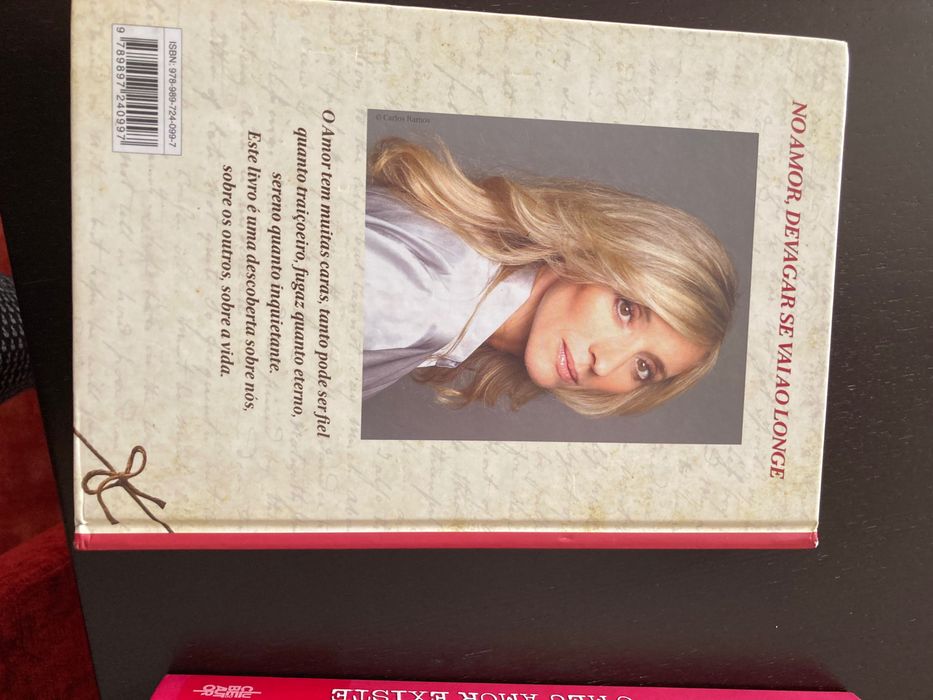 NO AMOR, DEVAGAR SE VAI AO LONGE
© Carlos Ramos
O Amor tem muitas caras, tanto pode ser fiel
quanto traiçoeiro, fugaz quanto eterno,
sereno quanto inquietante.
Este livro é uma descoberta sobre nós,
sobre os outros, sobre a vida.
ISBN: 978-989-724-099-7
9 789897 240997
AMOR EXISTE